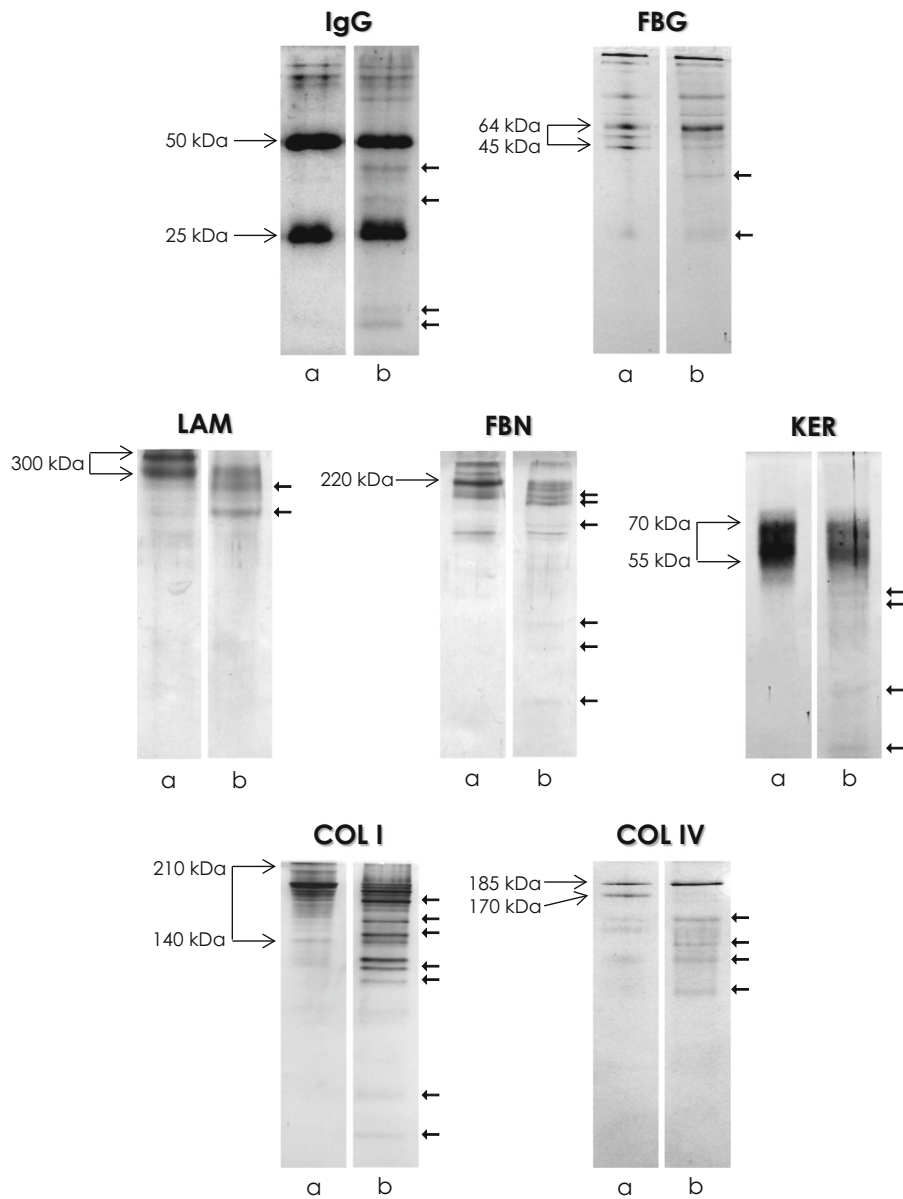 IgG
FBG
50 kDa
25 kDa
64 kDa
45 kDa
a b
a b
LAM
FBN
KER
300 kDa
220 kDa
70 kDa
55 kDa
a b
a b
a b
COL I
COL IV
210 kDa
140 kDa
185 kDa
170 kDa
a b
a b